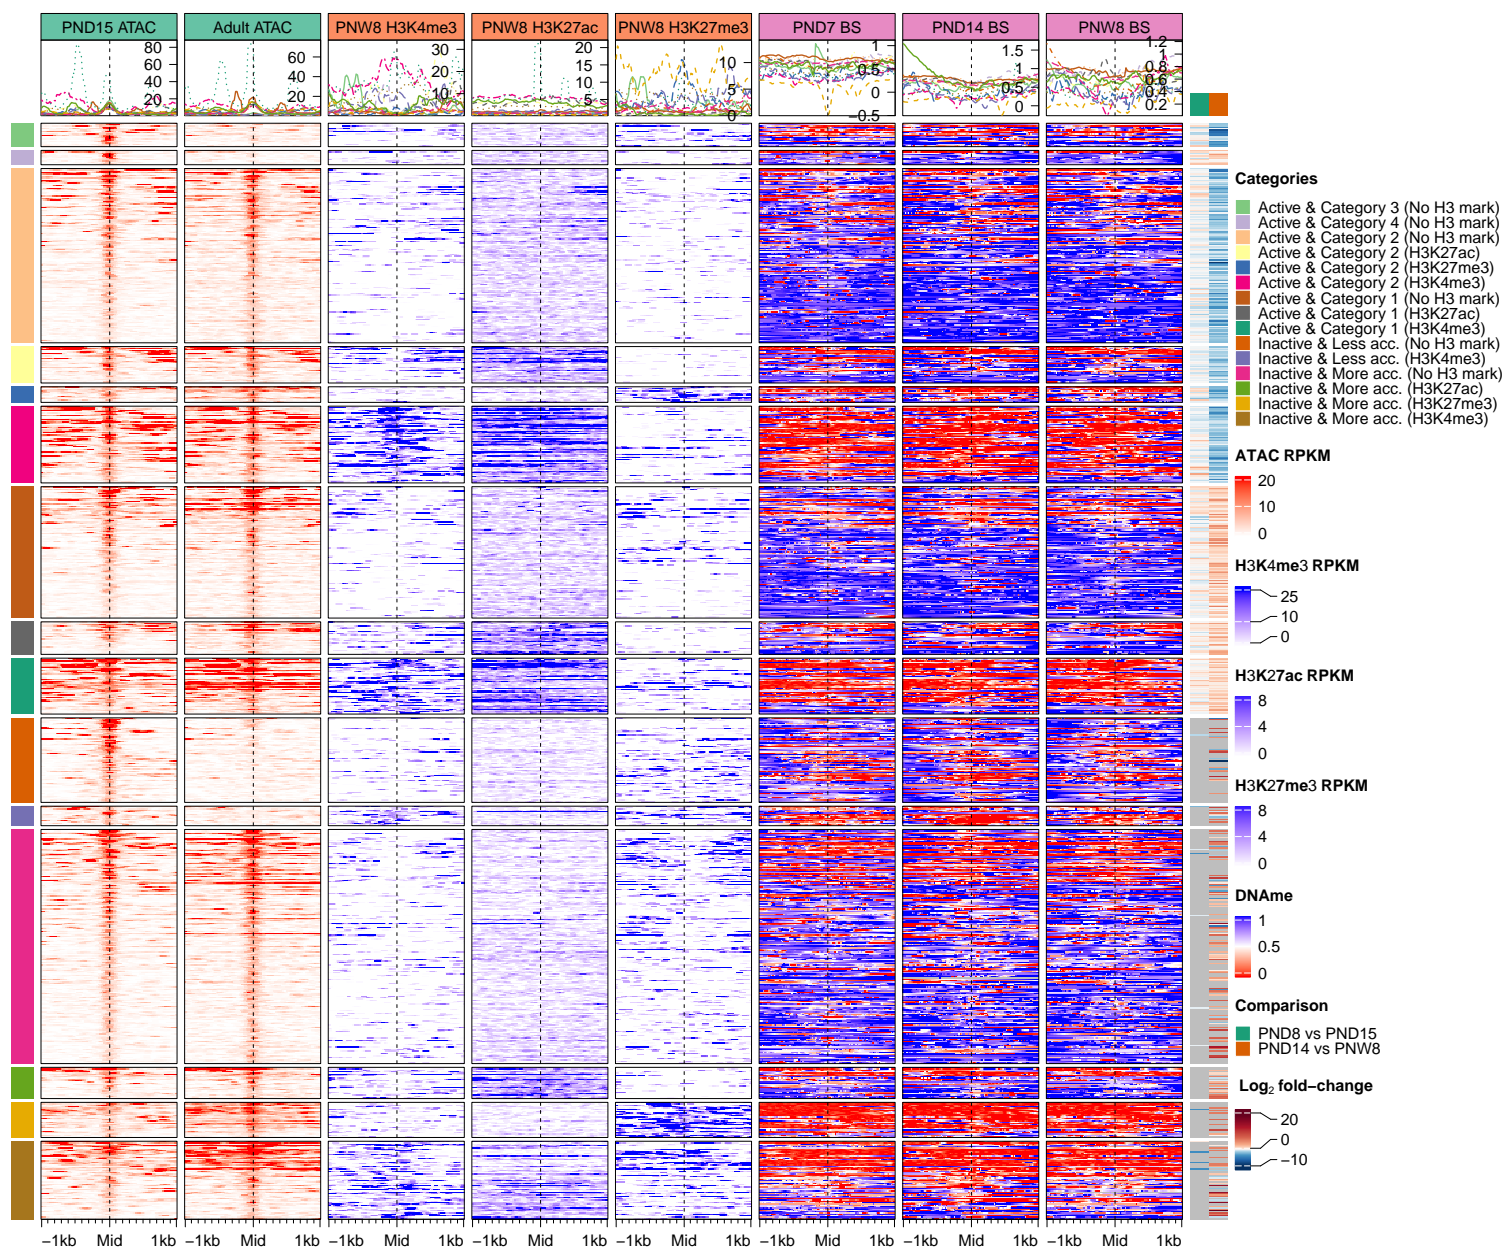 PND15 ATAC
Adult ATAC
PNW8 H3K4me3
PNW8 H3K27ac
PNW8 H3K27me3
PND7 BS
PND14 BS
PNW8 BS
80
60
40
20
60
40
20
30
20
10
20
15
10
5
10
5
0
1
0.5
0
−0.5
1.5
1
0.5
0
1.2
1
0.8
0.6
0.4
0.2
Categories
Active & Category 3 (No H3 mark)
Active & Category 4 (No H3 mark)
Active & Category 2 (No H3 mark)
Active & Category 2 (H3K27ac)
Active & Category 2 (H3K27me3)
Active & Category 2 (H3K4me3)
Active & Category 1 (No H3 mark)
Active & Category 1 (H3K27ac)
Active & Category 1 (H3K4me3)
Inactive & Less acc. (No H3 mark)
Inactive & Less acc. (H3K4me3)
Inactive & More acc. (No H3 mark)
Inactive & More acc. (H3K27ac)
Inactive & More acc. (H3K27me3)
Inactive & More acc. (H3K4me3)
ATAC RPKM
20
10
0
H3K4me3 RPKM
25
10
0
H3K27ac RPKM
8
4
0
H3K27me3 RPKM
8
4
0
DNAme
1
0.5
0
Comparison
PND8 vs PND15
PND14 vs PNW8
Log₂ fold−change
20
0
−10
−1kb Mid 1kb −1kb Mid 1kb −1kb Mid 1kb −1kb Mid 1kb −1kb Mid 1kb −1kb Mid 1kb −1kb Mid 1kb −1kb Mid 1kb